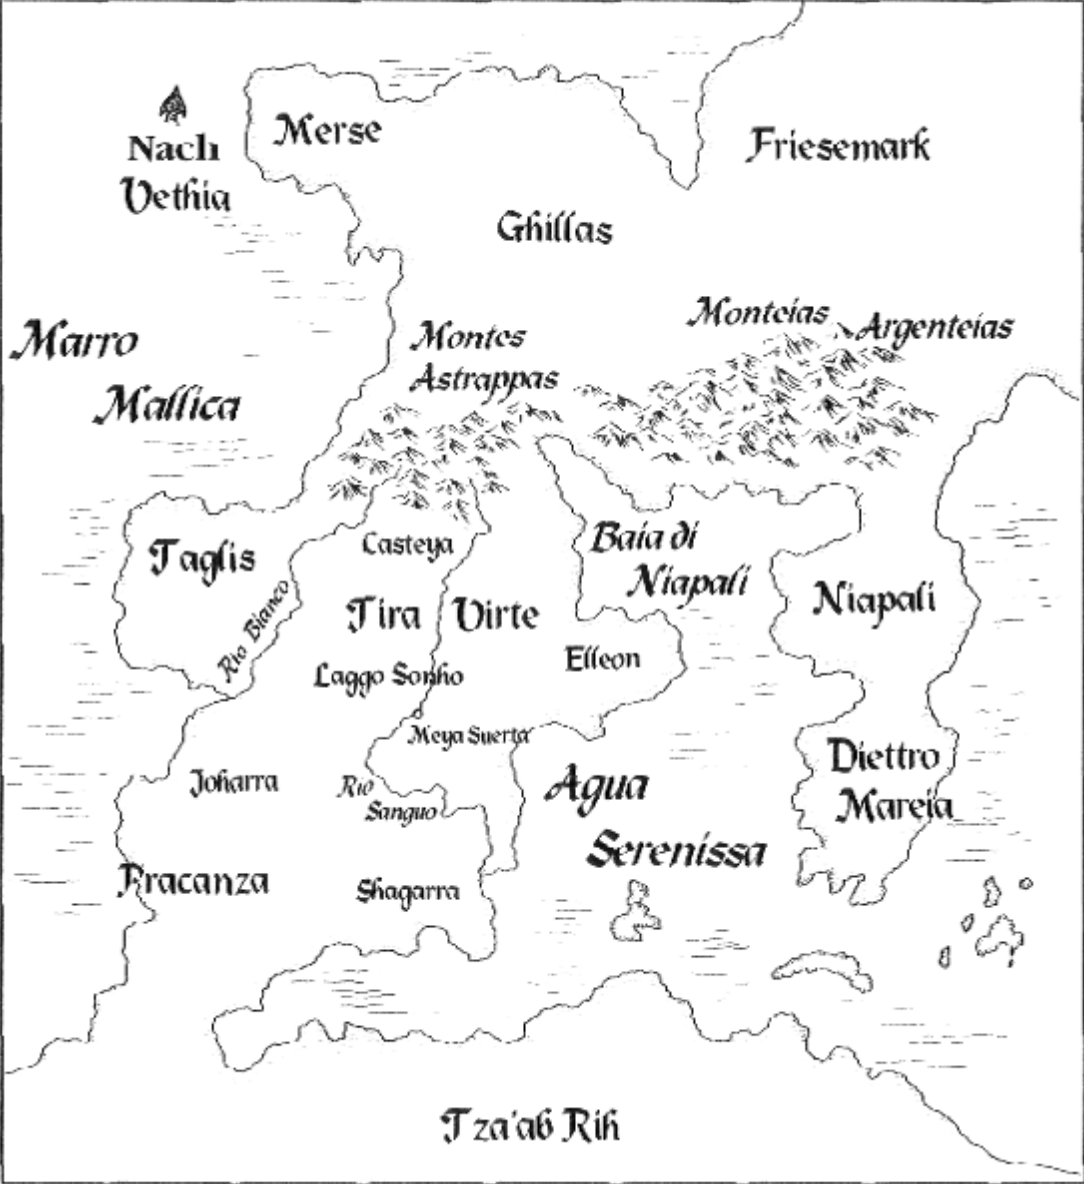 Merse
Nach
Vethia
Friesemark
Ghillas
Marro
Mallica
Montes
Astrappas
Monteias Argenteias
Taglis
Rio Bianco
Casteya
Tira
Virte
Baia di
Niapali
Niapali
Elleon
Laggo Sonho
Meya Suerta
Joharra
Rio
Sanguo
Agua
Serenissa
Diettro
Mareia
Pracanza
Shagarra
Tza'ab Rih